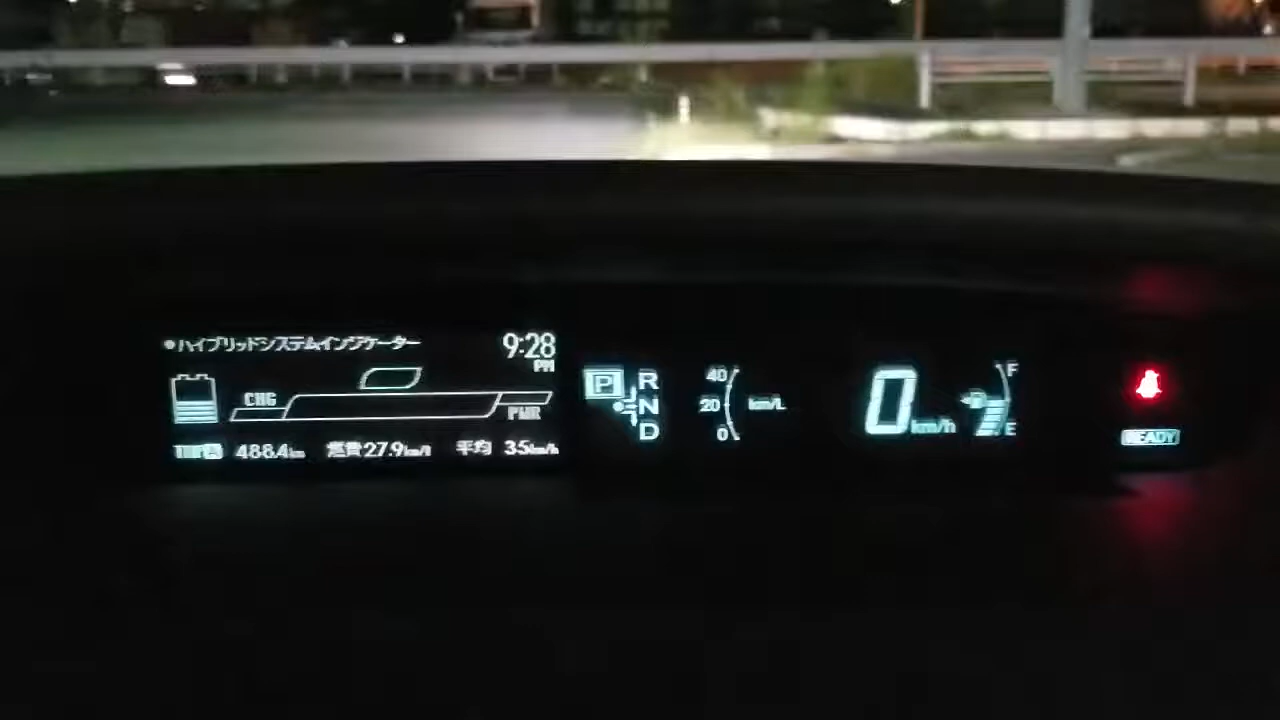 ハイブリッドシステムインジケーター
9:28
PM
CHG
PWR
TRIP A 488.4km 燃費27.9km/l 平均 35km/h
P R
N
D
40
20 km/L
0
0 km/h
F
E
READY